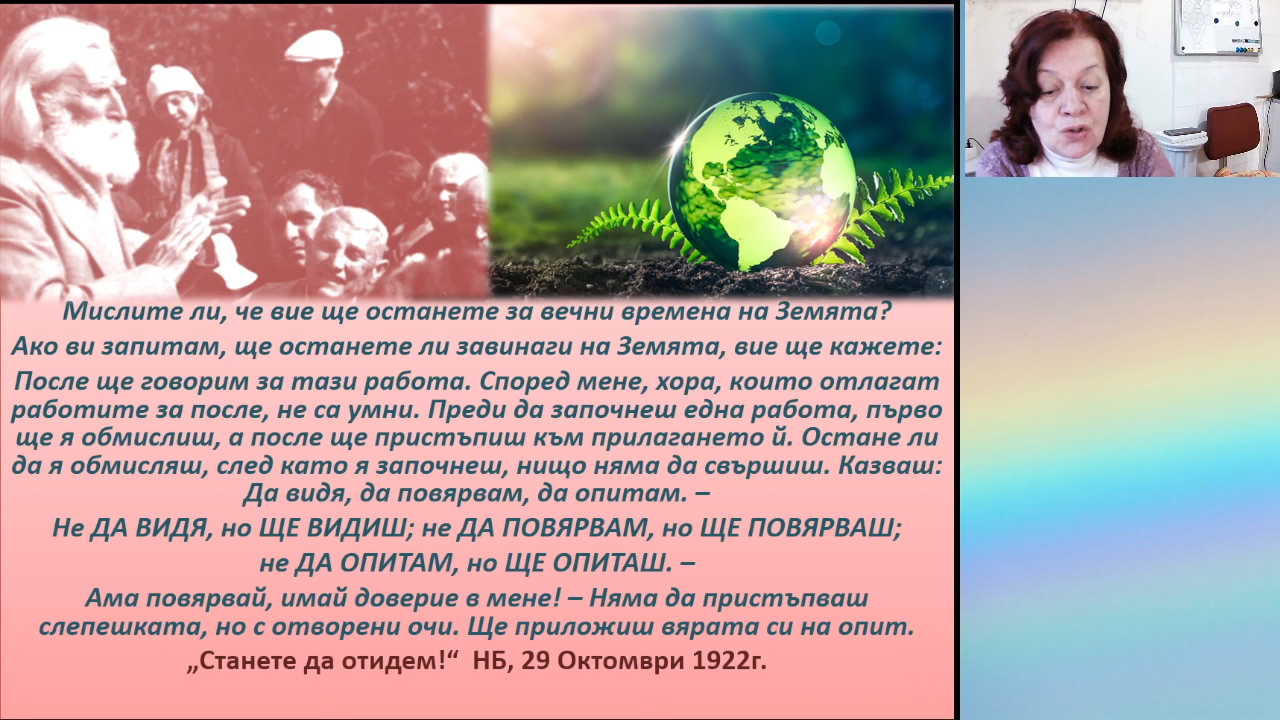 Мислите ли, че вие ще останете за вечни времена на Земята?
Ако ви запитам, ще останете ли завинаги на Земята, вие ще кажете:
После ще говорим за тази работа. Според мене, хора, които отлагат
работите за после, не са умни. Преди да започнеш една работа, първо
ще я обмислиш, а после ще пристъпиш към прилагането й. Остане ли
да я обмисляш, след като я започнеш, нищо няма да свършиш. Казваш:
Да видя, да повярвам, да опитам. –
Не ДА ВИДЯ, но ЩЕ ВИДИШ; не ДА ПОВЯРВАМ, но ЩЕ ПОВЯРВАШ;
не ДА ОПИТАМ, но ЩЕ ОПИТАШ. –
Ама повярвай, имай доверие в мене! – Няма да пристъпваш
слепешката, но с отворени очи. Ще приложиш вярата си на опит.
„Станете да отидем!“ НБ, 29 Октомври 1922г.